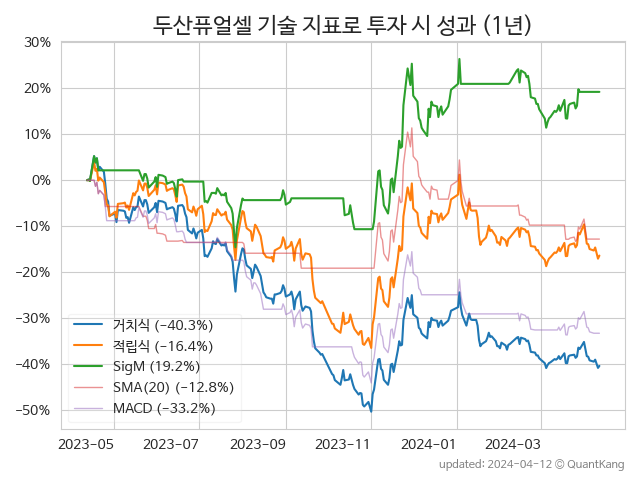 두산퓨얼셀 기술 지표로 투자 시 성과 (1년)
30%
20%
10%
0%
−10%
−20%
−30%
−40%
−50%
거치식 (−40.3%)
적립식 (−16.4%)
SigM (19.2%)
SMA(20) (−12.8%)
MACD (−33.2%)
2023-05 2023-07 2023-09 2023-11 2024-01 2024-03
updated: 2024-04-12 © QuantKang